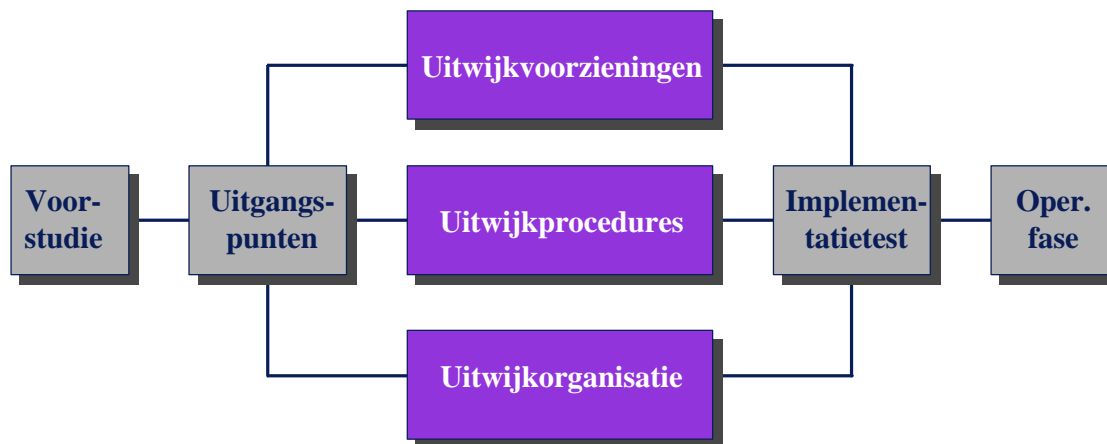 Voor-
studie
Uitgangs-
punten
Uitwijkvoorzieningen
Uitwijkprocedures
Uitwijkorganisatie
Implemen-
tatietest
Oper.
fase